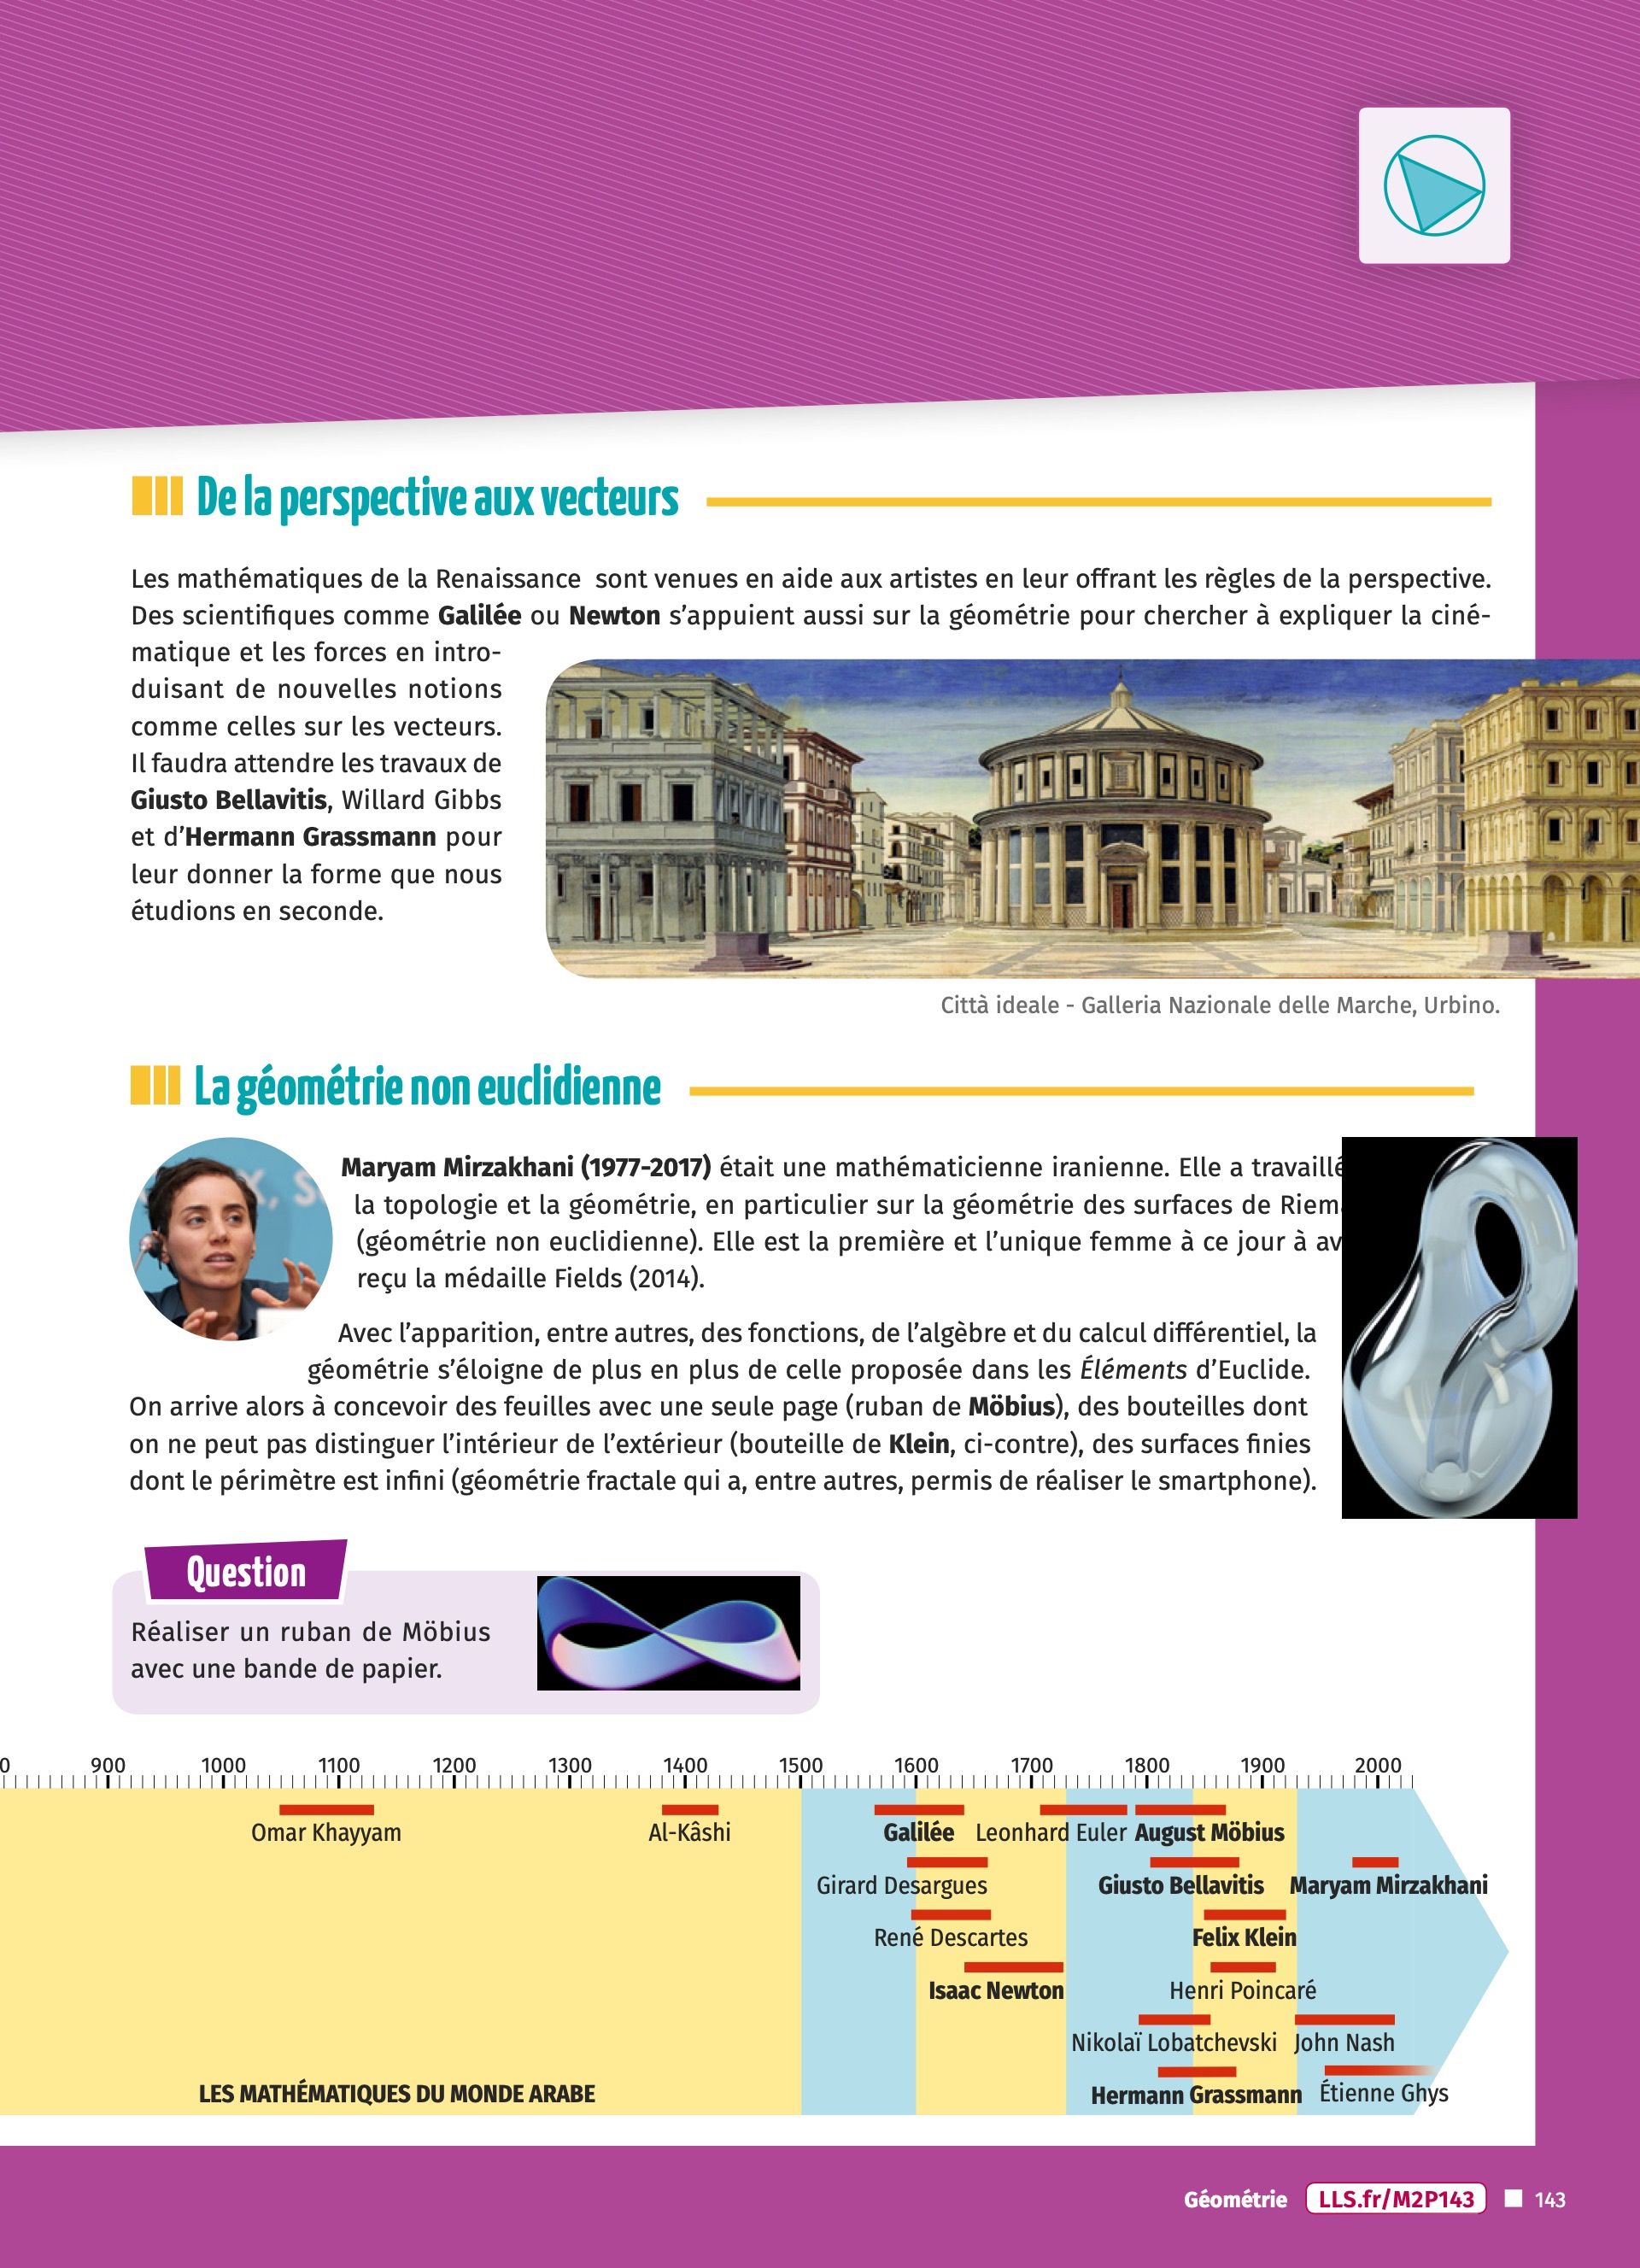 De la perspective aux vecteurs
Les mathématiques de la Renaissance sont venues en aide aux artistes en leur offrant les règles de la perspective.
Des scientifiques comme Galilée ou Newton s'appuient aussi sur la géométrie pour chercher à expliquer la ciné-
matique et les forces en intro-
duisant de nouvelles notions
comme celles sur les vecteurs.
Il faudra attendre les travaux de
Giusto Bellavitis, Willard Gibbs
et d'Hermann Grassmann pour
leur donner la forme que nous
étudions en seconde.
Città ideale - Galleria Nazionale delle Marche, Urbino.
La géométrie non euclidienne
Maryam Mirzakhani (1977-2017) était une mathématicienne iranienne. Elle a travaillé
la topologie et la géométrie, en particulier sur la géométrie des surfaces de Riem
(géométrie non euclidienne). Elle est la première et l'unique femme à ce jour à av
reçu la médaille Fields (2014).
Avec l'apparition, entre autres, des fonctions, de l'algèbre et du calcul différentiel, la
géométrie s'éloigne de plus en plus de celle proposée dans les Éléments d'Euclide.
On arrive alors à concevoir des feuilles avec une seule page (ruban de Möbius), des bouteilles dont
on ne peut pas distinguer l'intérieur de l'extérieur (bouteille de Klein, ci-contre), des surfaces finies
dont le périmètre est infini (géométrie fractale qui a, entre autres, permis de réaliser le smartphone).
Question
Réaliser un ruban de Möbius
avec une bande de papier.
0 900 1000 1100 1200 1300 1400 1500 1600 1700 1800 1900 2000
Omar Khayyam Al-Kâshi Galilée Leonhard Euler August Möbius
Girard Desargues Giusto Bellavitis Maryam Mirzakhani
René Descartes Felix Klein
Isaac Newton Henri Poincaré
Nikolaï Lobatchevski John Nash
LES MATHÉMATIQUES DU MONDE ARABE Hermann Grassmann Étienne Ghys
Géométrie LLS.fr/M2P143 143